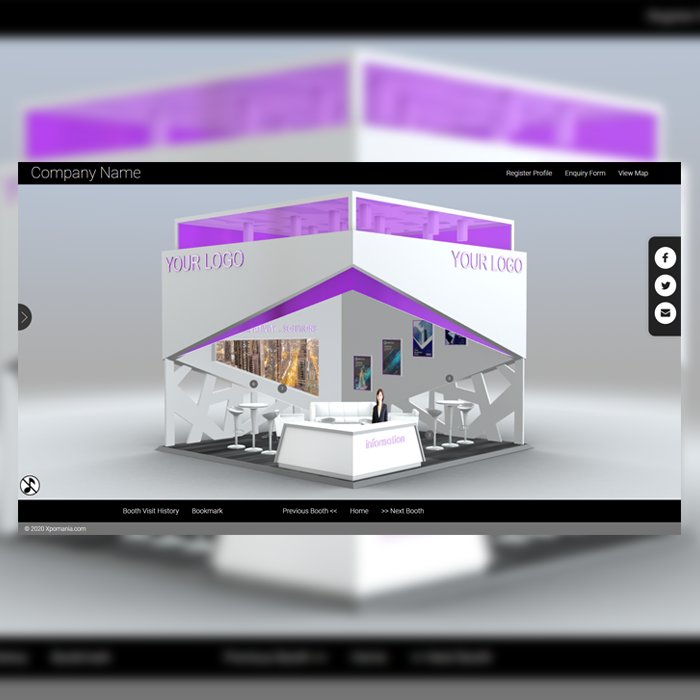 Company Name
Register Profile Enquiry Form View Map
YOUR LOGO YOUR LOGO
information
Booth Visit History Bookmark Previous Booth << Home >> Next Booth
© 2020 Xpomania.com